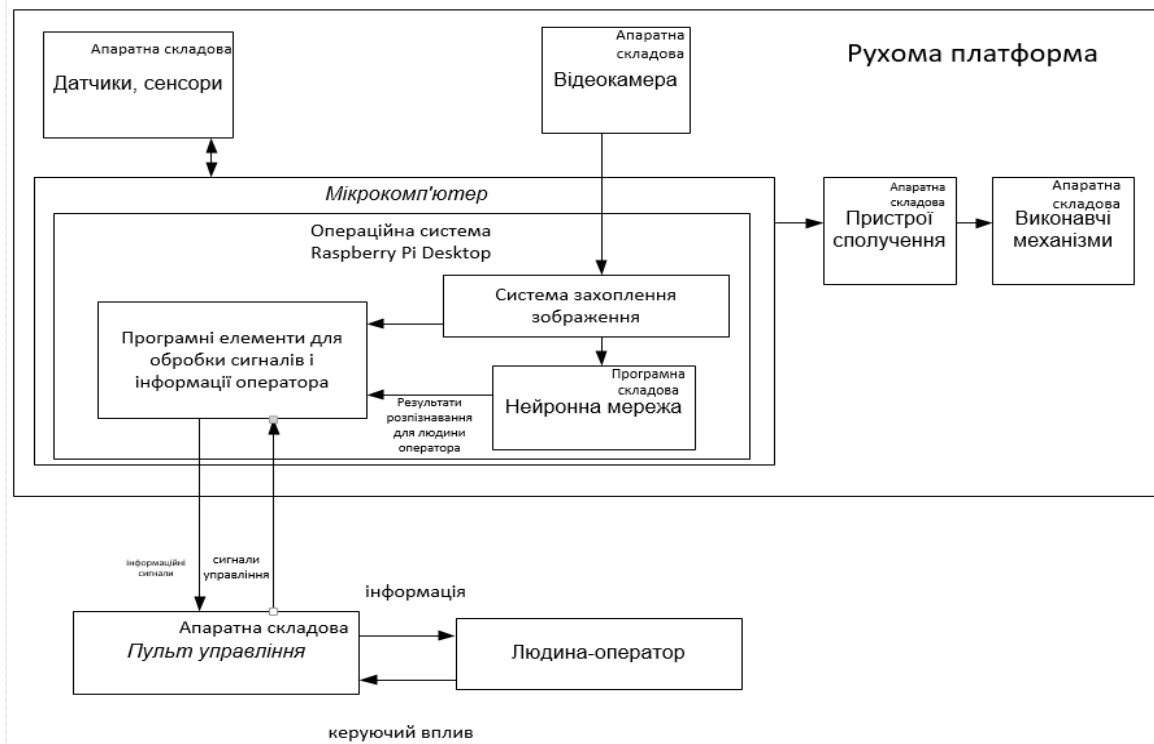 Апаратна складова
Датчики, сенсори
Апаратна
складова
Відеокамера
Рухома платформа
Мікрокомп'ютер
Апаратна
складова
Пристрої
сполучення
Апаратна
складова
Виконавчі
механізми
Операційна система
Raspberry Pi Desktop
Система захоплення
зображення
Програмні елементи для
обробки сигналів і
інформації оператора
Програмна
складова
Нейронна мережа
Результати
розпізнавання
для людини
оператора
інформаційні
сигнали
сигнали
управління
інформація
Апаратна складова
Пульт управління
Людина-оператор
керуючий вплив